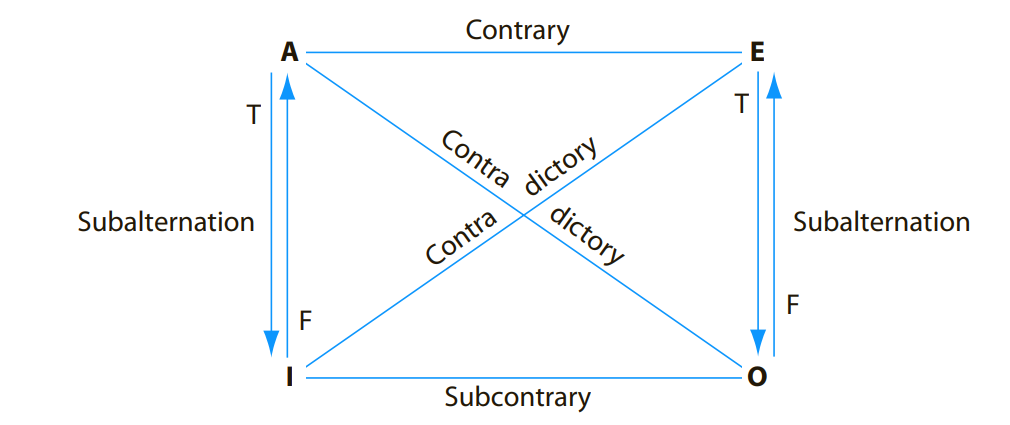 Contrary
A
E
T
T
Contra
dictory
Subalternation
Subalternation
Contra
dictory
F
F
I
O
Subcontrary